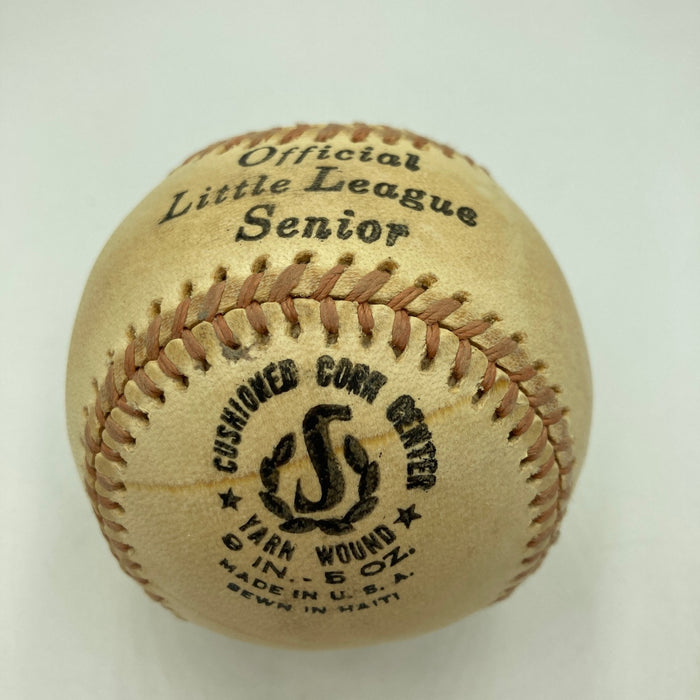 Official
Little League
Senior
CUSHIONED CORK CENTER
S
★ YARN WOUND ★
9 IN. - 5 OZ.
MADE IN U. S. A.
SEWN IN HAITI